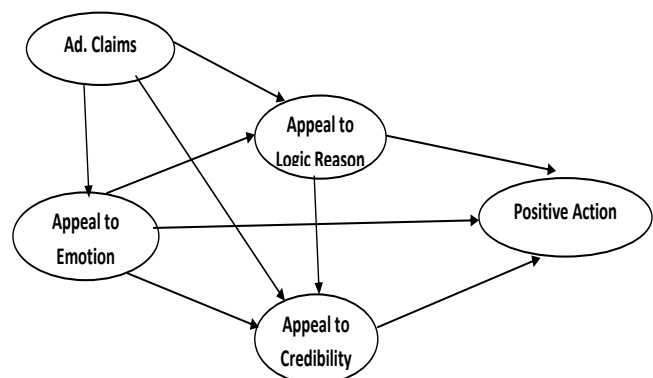 Ad. Claims
Appeal to
Logic Reason
Positive Action
Appeal to
Emotion
Appeal to
Credibility